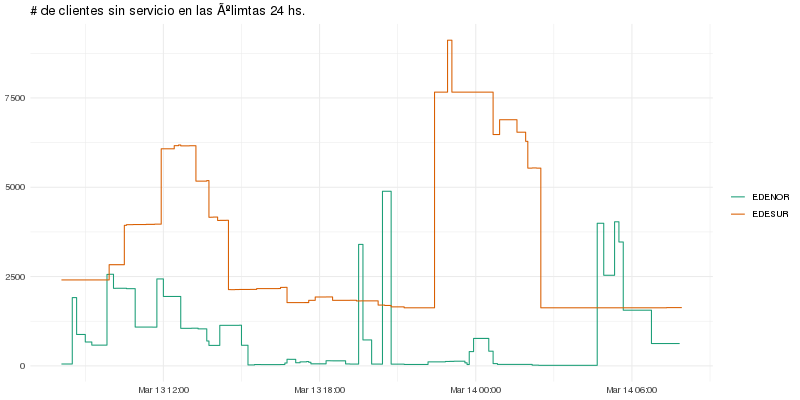 # de clientes sin servicio en las Ãºlimtas 24 hs.
7500
5000
2500
0
Mar 13 12:00
Mar 13 18:00
Mar 14 00:00
Mar 14 06:00
EDENOR
EDESUR